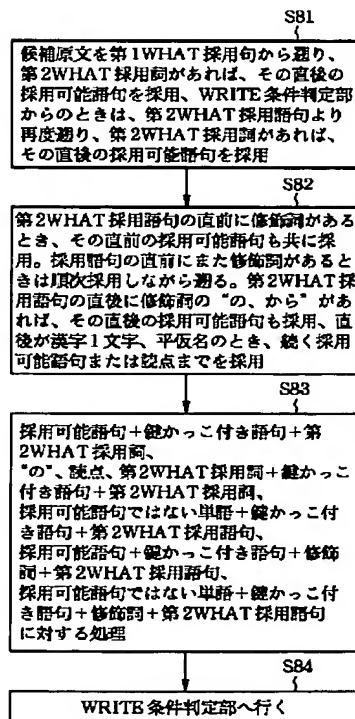 S81
候補原文を第1WHAT採用句から遡り、
第2WHAT採用詞があれば、その直後の
採用可能語句を採用、WRITE条件判定部
からのときは、第2WHAT採用語句より
再度遡り、第2WHAT採用詞があれば、
その直後の採用可能語句を採用
S82
第2WHAT採用語句の直前に修飾詞がある
とき、その直前の採用可能語句も共に採
用。採用語句の直前にまた修飾詞があると
きは順次採用しながら遡る。第2WHAT採
用語句の直後に修飾詞の“の、から”があ
れば、その直後の採用可能語句も採用、直
後が漢字1文字、平仮名のとき、続く採用
可能語句または読点までを採用
S83
採用可能語句+鍵かっこ付き語句+第
2WHAT採用詞、
“の”、読点、第2WHAT採用詞+鍵かっこ
付き語句+第2WHAT採用詞、
採用可能語句ではない単語+鍵かっこ付
き語句+第2WHAT採用語句、
採用可能語句+鍵かっこ付き語句+修飾
詞+第2WHAT採用語句、
採用可能語句ではない単語+鍵かっこ付
き語句+修飾詞+第2WHAT採用語句
に対する処理
S84
WRITE条件判定部へ行く